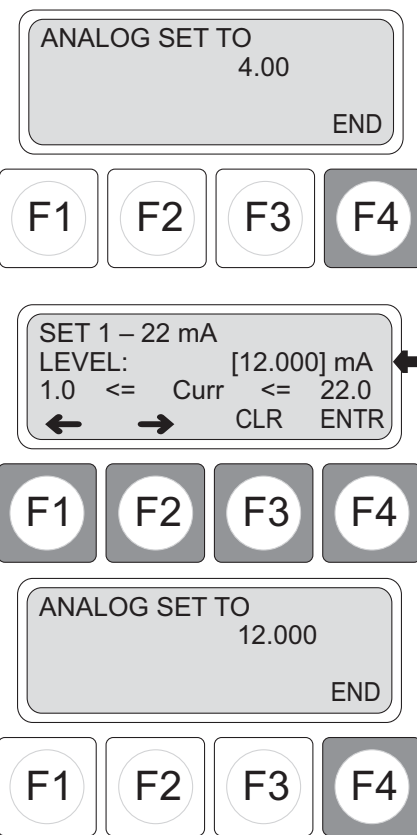 ANALOG SET TO
4.00
END
F1 F2 F3 F4
SET 1 – 22 mA
LEVEL: [12.000] mA
1.0 <= Curr <= 22.0
← → CLR ENTR
F1 F2 F3 F4
ANALOG SET TO
12.000
END
F1 F2 F3 F4